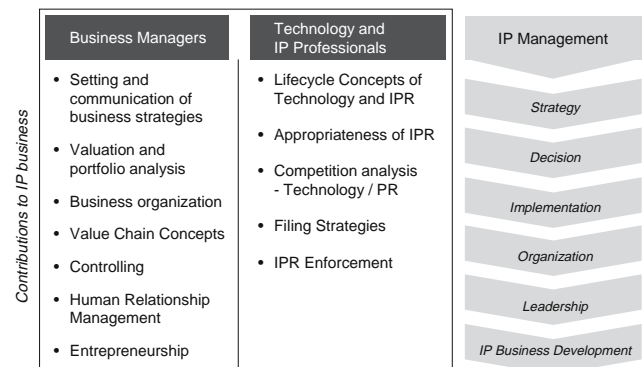 Contributions to IP business
Business Managers
• Setting and
communication of
business strategies
• Valuation and
portfolio analysis
• Business organization
• Value Chain Concepts
• Controlling
• Human Relationship
Management
• Entrepreneurship
Technology and
IP Professionals
• Lifecycle Concepts of
Technology and IPR
• Appropriateness of IPR
• Competition analysis
- Technology / PR
• Filing Strategies
• IPR Enforcement
IP Management
Strategy
Decision
Implementation
Organization
Leadership
IP Business Development